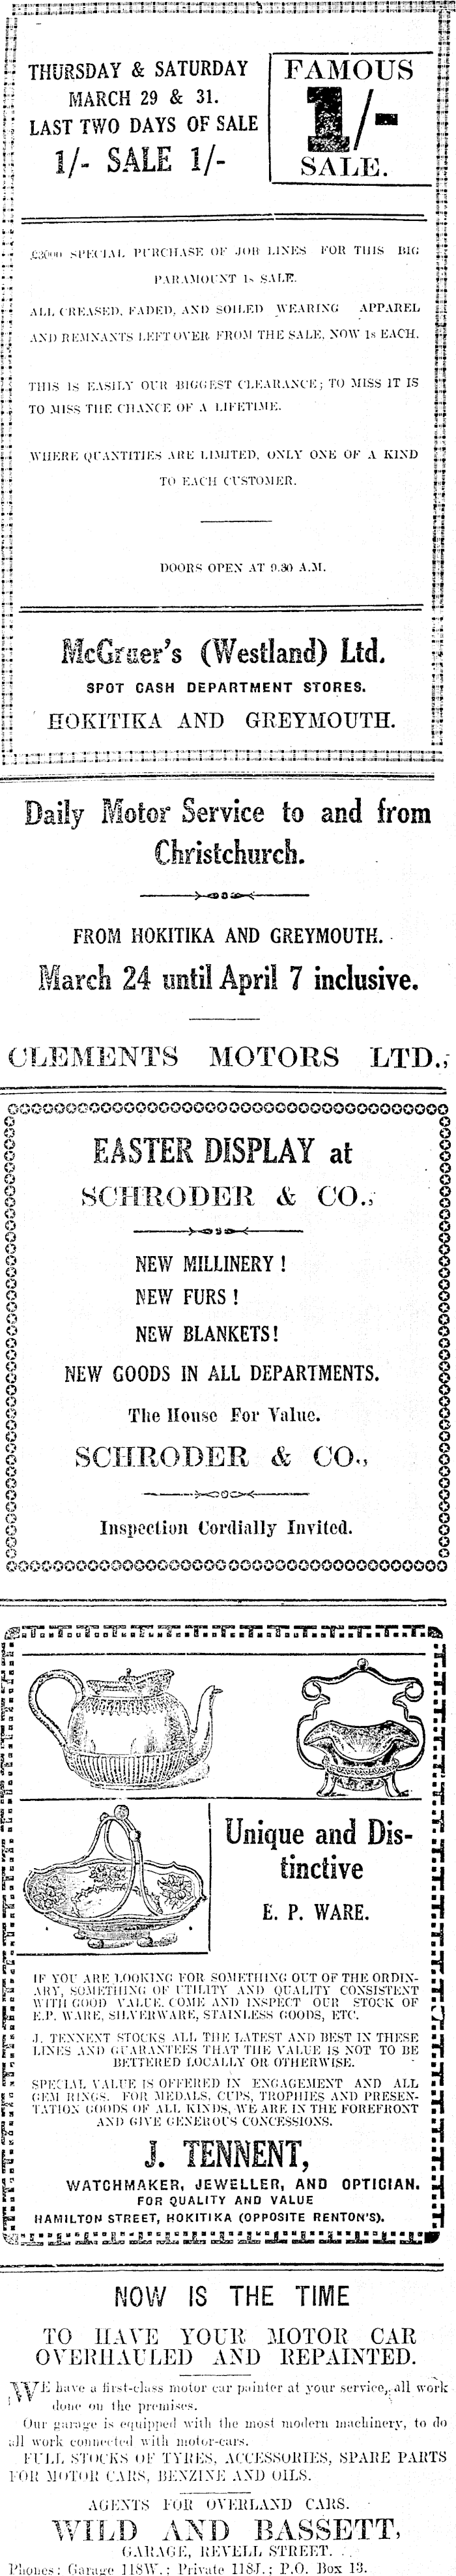 THURSDAY & SATURDAY
MARCH 29 & 31.
LAST TWO DAYS OF SALE
1/- SALE 1/-
FAMOUS
1/-
SALE.
£3000 SPECIAL PURCHASE OF JOB LINES FOR THIS BIG
PARAMOUNT 1s SALE.
ALL CREASED, FADED, AND SOILED WEARING APPAREL
AND REMNANTS LEFT OVER FROM THE SALE, NOW 1s EACH.
THIS IS EASILY OUR BIGGEST CLEARANCE; TO MISS IT IS
TO MISS THE CHANCE OF A LIFETIME.
WHERE QUANTITIES ARE LIMITED, ONLY ONE OF A KIND
TO EACH CUSTOMER.
DOORS OPEN AT 9.30 A.M.
McGruer's (Westland) Ltd.
SPOT CASH DEPARTMENT STORES.
HOKITIKA AND GREYMOUTH.
Daily Motor Service to and from
Christchurch.
FROM HOKITIKA AND GREYMOUTH.
March 24 until April 7 inclusive.
CLEMENTS MOTORS LTD.,
EASTER DISPLAY at
SCHRODER & CO.,
NEW MILLINERY !
NEW FURS !
NEW BLANKETS !
NEW GOODS IN ALL DEPARTMENTS.
The House For Value.
SCHRODER & CO.,
Inspection Cordially Invited.
Unique and Dis-
tinctive
E. P. WARE.
IF YOU ARE LOOKING FOR SOMETHING OUT OF THE ORDIN-
ARY, SOMETHING OF UTILITY AND QUALITY CONSISTENT
WITH GOOD VALUE. COME AND INSPECT OUR STOCK OF
E.P. WARE, SILVERWARE, STAINLESS GOODS, ETC.
J. TENNENT STOCKS ALL THE LATEST AND BEST IN THESE
LINES AND GUARANTEES THAT THE VALUE IS NOT TO BE
BETTERED LOCALLY OR OTHERWISE.
SPECIAL VALUE IS OFFERED IN ENGAGEMENT AND ALL
GEM RINGS. FOR MEDALS, CUPS, TROPHIES AND PRESEN-
TATION GOODS OF ALL KINDS, WE ARE IN THE FOREFRONT
AND GIVE GENEROUS CONCESSIONS.
J. TENNENT,
WATCHMAKER, JEWELLER, AND OPTICIAN.
FOR QUALITY AND VALUE
HAMILTON STREET, HOKITIKA (OPPOSITE RENTON'S).
NOW IS THE TIME
TO HAVE YOUR MOTOR CAR
OVERHAULED AND REPAINTED.
WE have a first-class motor car painter at your service, all work
done on the premises.
Our garage is equipped with the most modern machinery, to do
all work connected with motor-cars.
FULL STOCKS OF TYRES, ACCESSORIES, SPARE PARTS
FOR MOTOR CARS, BENZINE AND OILS.
AGENTS FOR OVERLAND CARS.
WILD AND BASSETT,
GARAGE, REVELL STREET.
Phones: Garage 118W.; Private 118J.; P.O. Box 13.